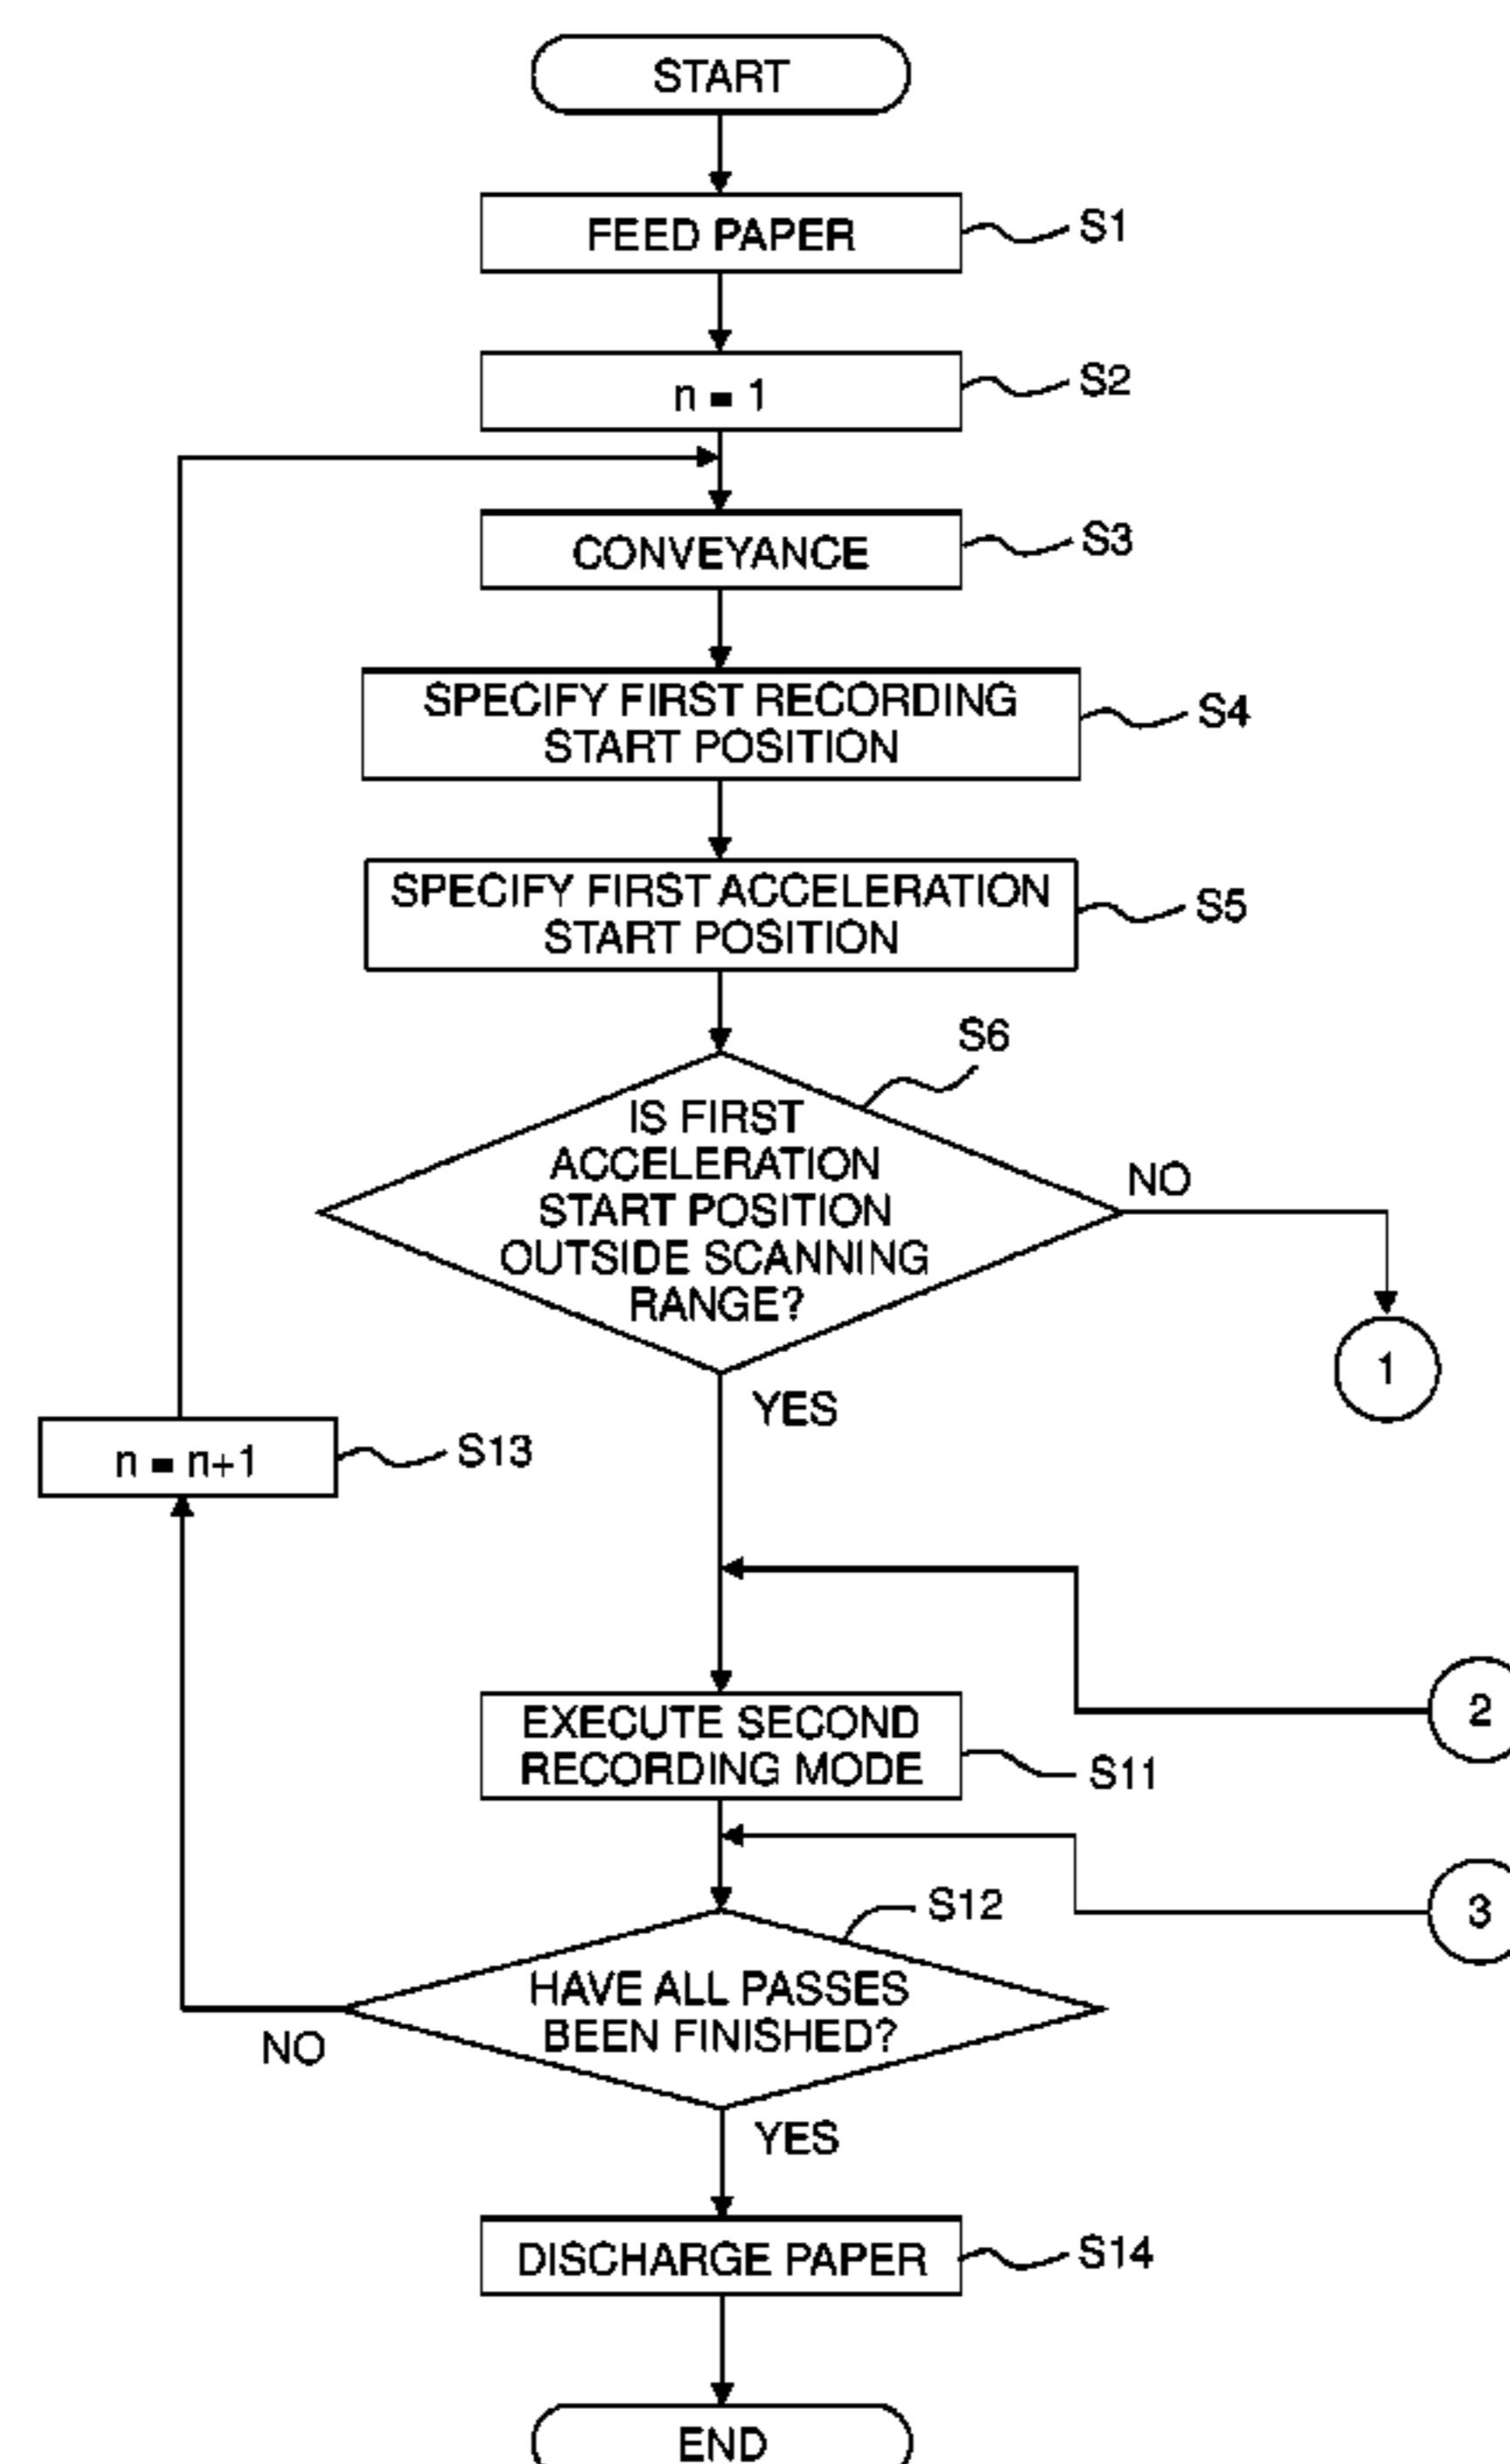 START
FEED PAPER
S1
n = 1
S2
CONVEYANCE
S3
SPECIFY FIRST RECORDING
START POSITION
S4
SPECIFY FIRST ACCELERATION
START POSITION
S5
S6
IS FIRST
ACCELERATION
START POSITION
OUTSIDE SCANNING
RANGE?
NO
1
YES
n = n+1
S13
2
EXECUTE SECOND
RECORDING MODE
S11
3
S12
HAVE ALL PASSES
BEEN FINISHED?
NO
YES
DISCHARGE PAPER
S14
END